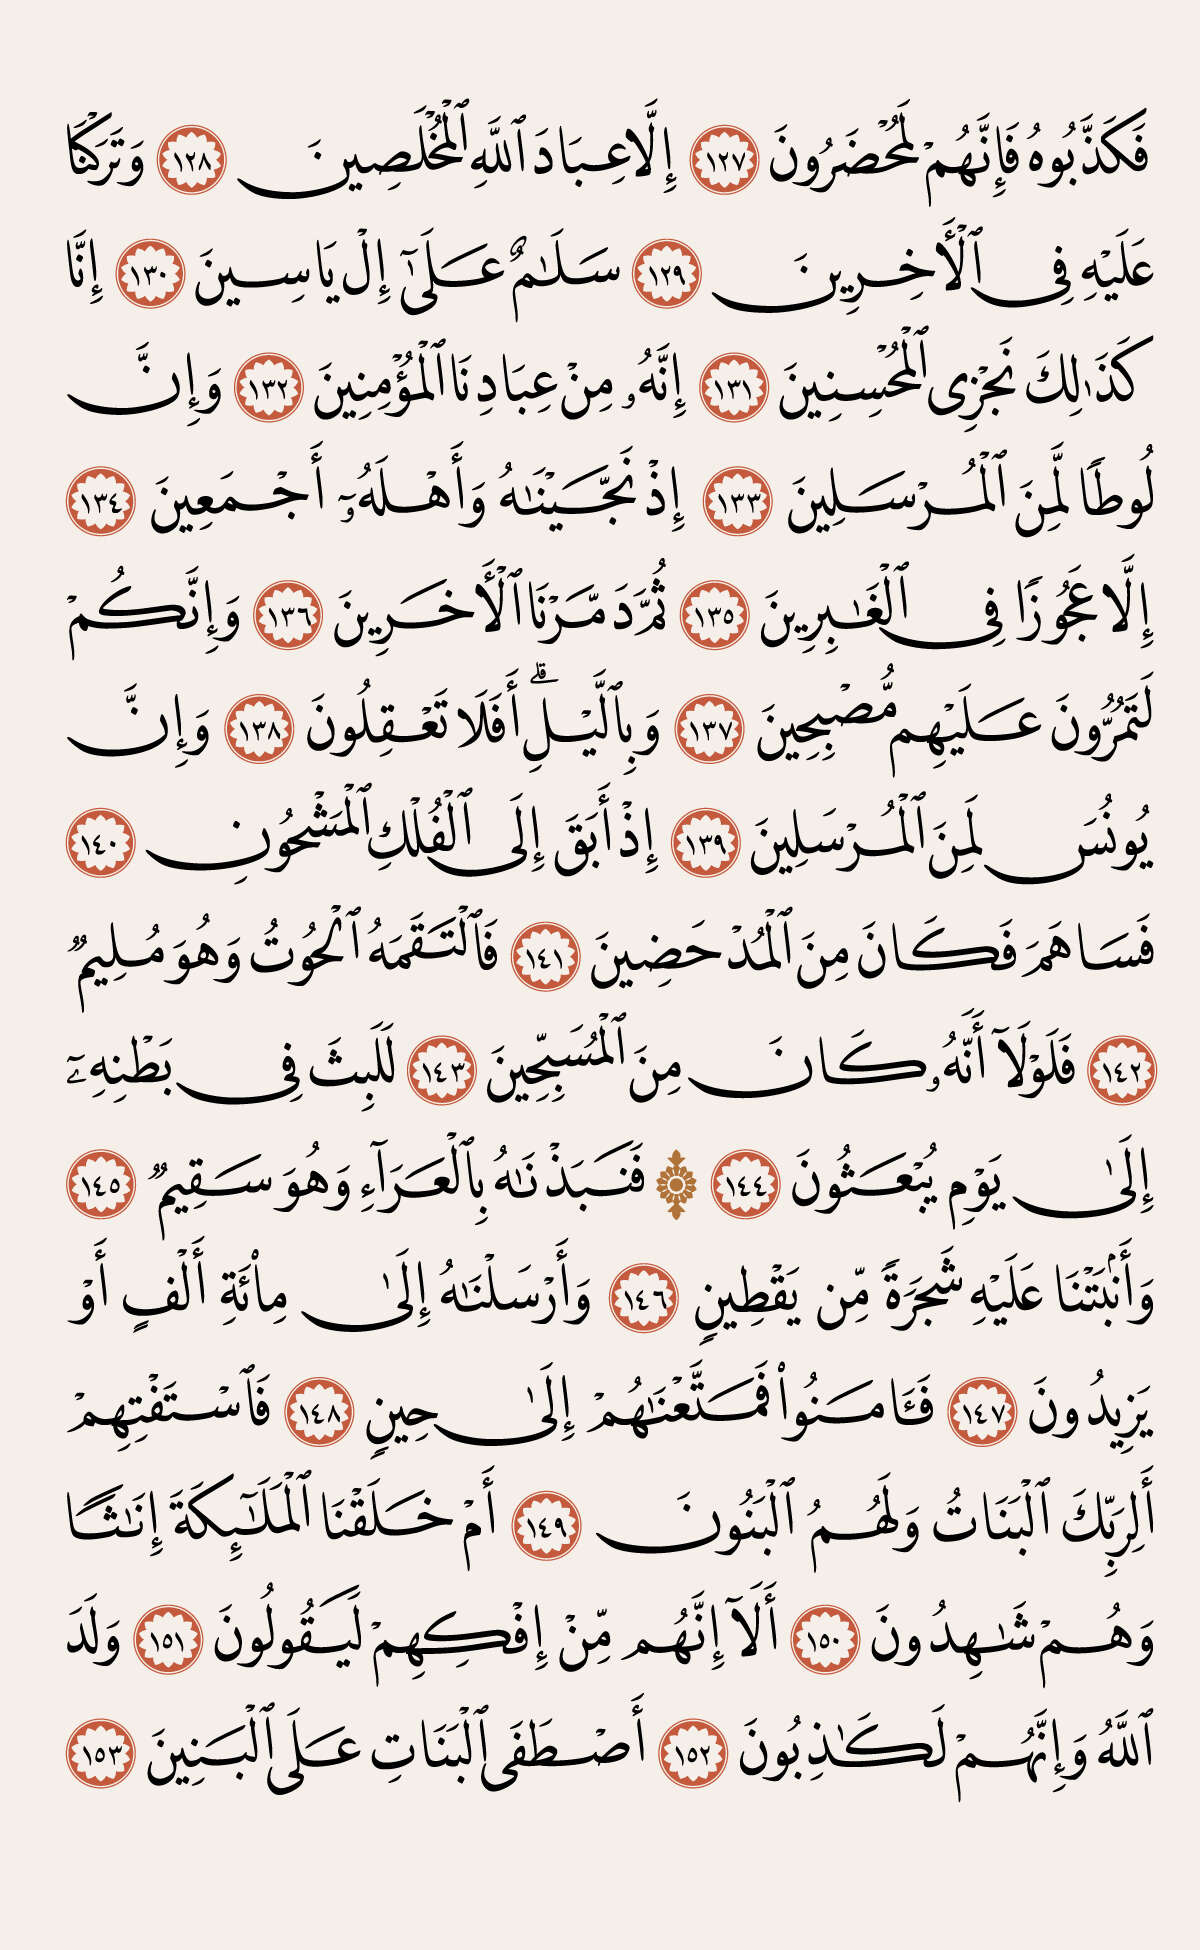 فَكَذَّبُوهُ فَإِنَّهُمۡ لَمُحۡضَرُونَ ١٢٧ إِلَّا عِبَادَ ٱللَّهِ ٱلۡمُخۡلَصِينَ ١٢٨ وَتَرَكۡنَا
عَلَيۡهِ فِي ٱلۡأٓخِرِينَ ١٢٩ سَلَٰمٌ عَلَىٰٓ إِلۡ يَاسِينَ ١٣٠ إِنَّا
كَذَٰلِكَ نَجۡزِي ٱلۡمُحۡسِنِينَ ١٣١ إِنَّهُۥ مِنۡ عِبَادِنَا ٱلۡمُؤۡمِنِينَ ١٣٢ وَإِنَّ
لُوطٗا لَّمِنَ ٱلۡمُرۡسَلِينَ ١٣٣ إِذۡ نَجَّيۡنَٰهُ وَأَهۡلَهُۥٓ أَجۡمَعِينَ ١٣٤
إِلَّا عَجُوزٗا فِي ٱلۡغَٰبِرِينَ ١٣٥ ثُمَّ دَمَّرۡنَا ٱلۡأٓخَرِينَ ١٣٦ وَإِنَّكُمۡ
لَتَمُرُّونَ عَلَيۡهِم مُّصۡبِحِينَ ١٣٧ وَبِٱلَّيۡلِۚ أَفَلَا تَعۡقِلُونَ ١٣٨ وَإِنَّ
يُونُسَ لَمِنَ ٱلۡمُرۡسَلِينَ ١٣٩ إِذۡ أَبَقَ إِلَى ٱلۡفُلۡكِ ٱلۡمَشۡحُونِ ١٤٠
فَسَاهَمَ فَكَانَ مِنَ ٱلۡمُدۡحَضِينَ ١٤١ فَٱلۡتَقَمَهُ ٱلۡحُوتُ وَهُوَ مُلِيمٞ
١٤٢ فَلَوۡلَآ أَنَّهُۥ كَانَ مِنَ ٱلۡمُسَبِّحِينَ ١٤٣ لَلَبِثَ فِي بَطۡنِهِۦٓ
إِلَىٰ يَوۡمِ يُبۡعَثُونَ ١٤٤ ۞ فَنَبَذۡنَٰهُ بِٱلۡعَرَآءِ وَهُوَ سَقِيمٞ ١٤٥
وَأَنۢبَتۡنَا عَلَيۡهِ شَجَرَةٗ مِّن يَقۡطِينٖ ١٤٦ وَأَرۡسَلۡنَٰهُ إِلَىٰ مِاْئَةِ أَلۡفٍ أَوۡ
يَزِيدُونَ ١٤٧ فَـَٔامَنُواْ فَمَتَّعۡنَٰهُمۡ إِلَىٰ حِينٖ ١٤٨ فَٱسۡتَفۡتِهِمۡ
أَلِرَبِّكَ ٱلۡبَنَاتُ وَلَهُمُ ٱلۡبَنُونَ ١٤٩ أَمۡ خَلَقۡنَا ٱلۡمَلَٰٓئِكَةَ إِنَٰثٗا
وَهُمۡ شَٰهِدُونَ ١٥٠ أَلَآ إِنَّهُم مِّنۡ إِفۡكِهِمۡ لَيَقُولُونَ ١٥١ وَلَدَ
ٱللَّهُ وَإِنَّهُمۡ لَكَٰذِبُونَ ١٥٢ أَصۡطَفَى ٱلۡبَنَاتِ عَلَى ٱلۡبَنِينَ ١٥٣